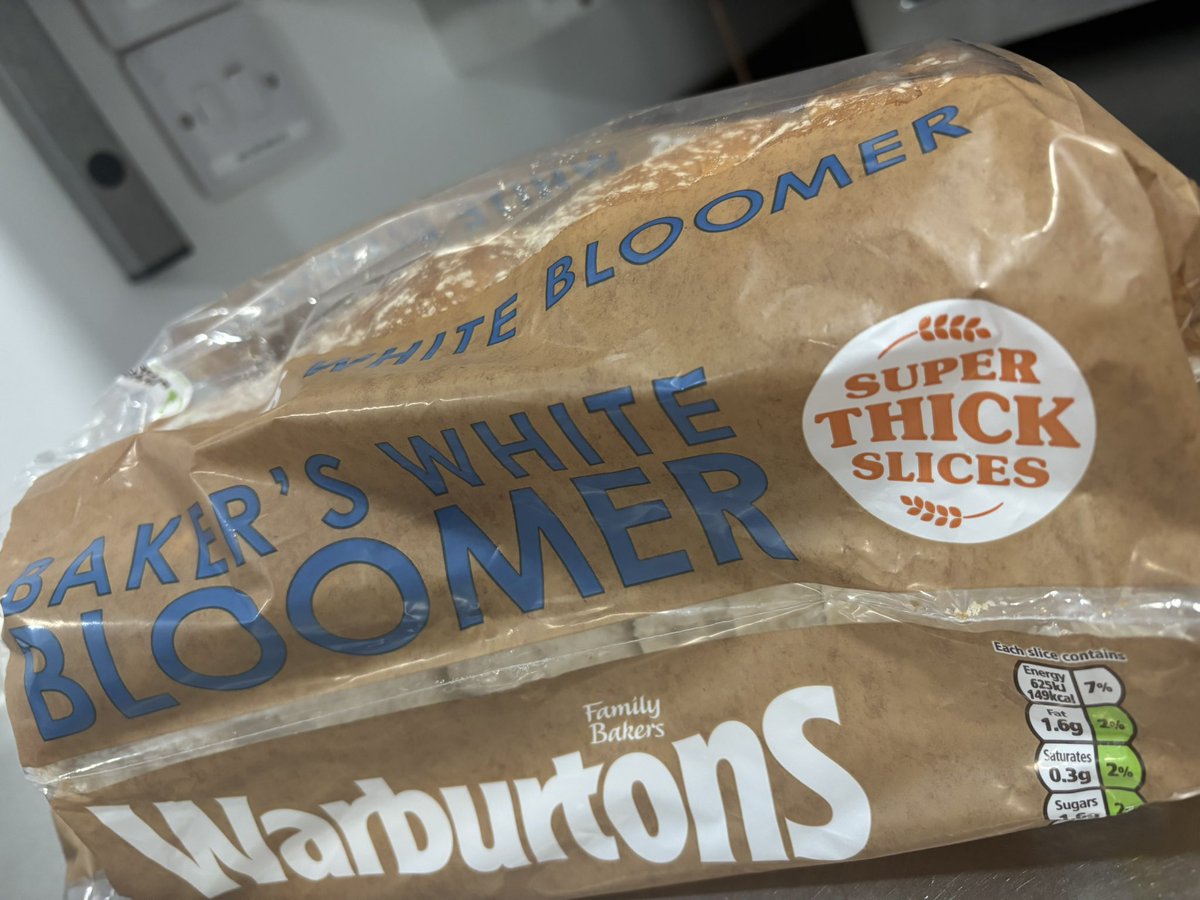 WHITE BLOOMER
SUPER
THICK
SLICES
BAKER'S WHITE
BLOOMER
Family
Bakers
Warburtons
Each slice contains
Energy
625kJ
149kcal
7%
Fat
1.6g
2%
Saturates
0.3g
2%
Sugars